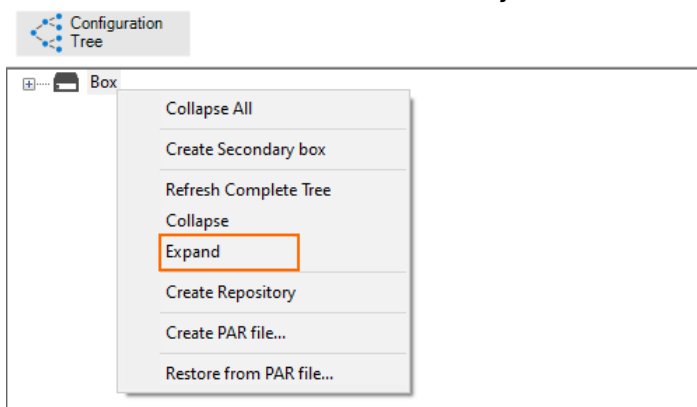 Configuration
Tree
Box
Collapse All
Create Secondary box
Refresh Complete Tree
Collapse
Expand
Create Repository
Create PAR file...
Restore from PAR file...